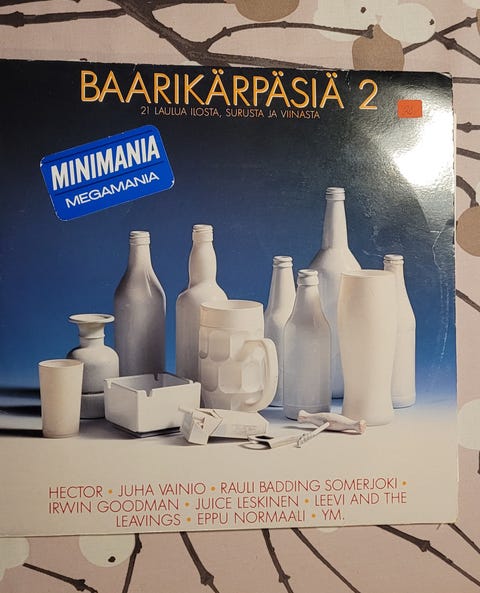 BAARIKÄRPÄSIÄ 2
21 LAULUA ILOSTA, SURUSTA JA VIINASTA
MINIMANIA
MEGAMANIA
HECTOR • JUHA VAINIO • RAULI BADDING SOMERJOKI •
IRWIN GOODMAN • JUICE LESKINEN • LEEVI AND THE
LEAVINGS • EPPU NORMAALI • YM.